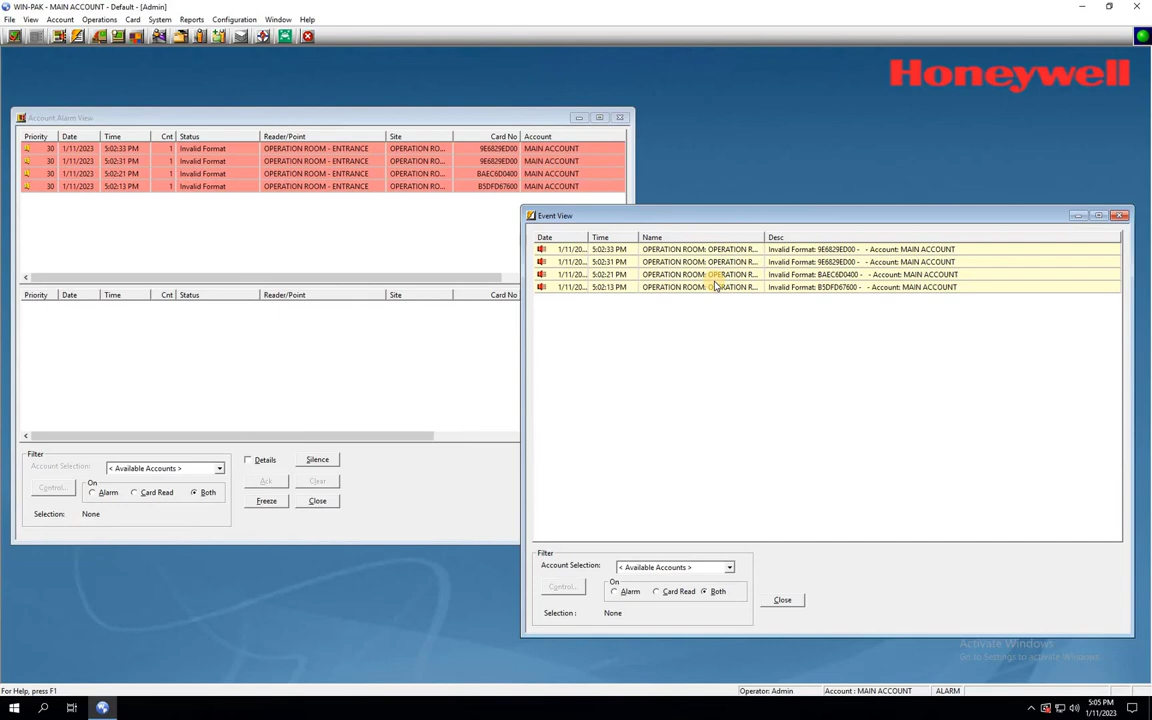 WIN-PAK - MAIN ACCOUNT - Default - [Admin]
File View Account Operations Card System Reports Configuration Window Help
Honeywell
Account Alarm View
Priority Date Time Cnt Status Reader/Point Site Card No Account
30 1/11/2023 5:02:33 PM 1 Invalid Format OPERATION ROOM - ENTRANCE OPERATION RO... 9E6829ED00 MAIN ACCOUNT
30 1/11/2023 5:02:31 PM 1 Invalid Format OPERATION ROOM - ENTRANCE OPERATION RO... 9E6829ED00 MAIN ACCOUNT
30 1/11/2023 5:02:21 PM 1 Invalid Format OPERATION ROOM - ENTRANCE OPERATION RO... BAEC6D0400 MAIN ACCOUNT
30 1/11/2023 5:02:13 PM 1 Invalid Format OPERATION ROOM - ENTRANCE OPERATION RO... B5DFD67600 MAIN ACCOUNT
Priority Date Time Cnt Status Reader/Point Site Card No
Filter
Account Selection: < Available Accounts >
Control...
On
Alarm Card Read Both
Selection: None
Details Silence
Ack Clear
Freeze Close
Event View
Date Time Name Desc
1/11/20... 5:02:33 PM OPERATION ROOM: OPERATION R... Invalid Format: 9E6829ED00 - - Account: MAIN ACCOUNT
1/11/20... 5:02:31 PM OPERATION ROOM: OPERATION R... Invalid Format: 9E6829ED00 - - Account: MAIN ACCOUNT
1/11/20... 5:02:21 PM OPERATION ROOM: OPERATION R... Invalid Format: BAEC6D0400 - - Account: MAIN ACCOUNT
1/11/20... 5:02:13 PM OPERATION ROOM: OPERATION R... Invalid Format: B5DFD67600 - - Account: MAIN ACCOUNT
Filter
Account Selection: < Available Accounts >
Control...
On
Alarm Card Read Both
Selection : None
Close
Activate Windows
Go to Settings to activate Windows.
For Help, press F1
Operator: Admin Account : MAIN ACCOUNT ALARM
5:05 PM
1/11/2023